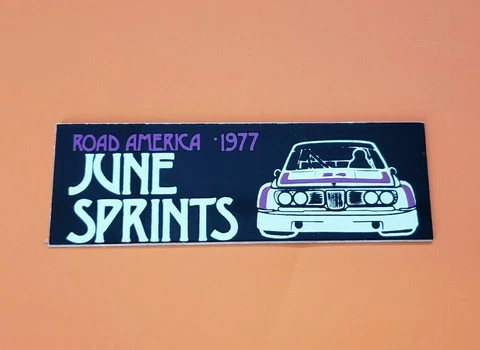 ROAD AMERICA · 1977
JUNE
SPRINTS